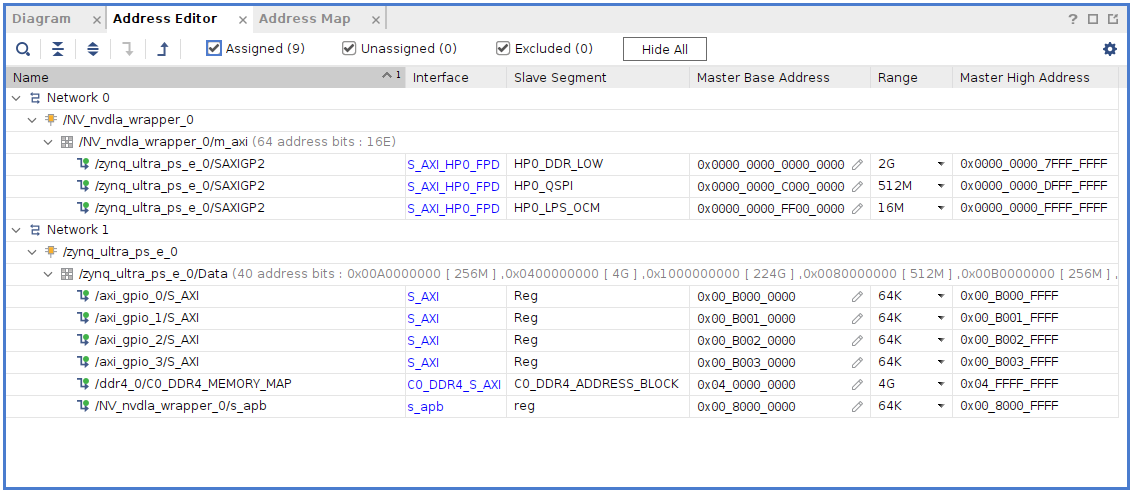 Diagram × Address Editor × Address Map × ?
Assigned (9) Unassigned (0) Excluded (0) Hide All
Name 1 Interface Slave Segment Master Base Address Range Master High Address
Network 0
/NV_nvdla_wrapper_0
/NV_nvdla_wrapper_0/m_axi (64 address bits : 16E)
/zynq_ultra_ps_e_0/SAXIGP2 S_AXI_HP0_FPD HP0_DDR_LOW 0x0000_0000_0000_0000 2G 0x0000_0000_7FFF_FFFF
/zynq_ultra_ps_e_0/SAXIGP2 S_AXI_HP0_FPD HP0_QSPI 0x0000_0000_C000_0000 512M 0x0000_0000_DFFF_FFFF
/zynq_ultra_ps_e_0/SAXIGP2 S_AXI_HP0_FPD HP0_LPS_OCM 0x0000_0000_FF00_0000 16M 0x0000_0000_FFFF_FFFF
Network 1
/zynq_ultra_ps_e_0
/zynq_ultra_ps_e_0/Data (40 address bits : 0x00A0000000 [ 256M ] ,0x0400000000 [ 4G ] ,0x1000000000 [ 224G ] ,0x0080000000 [ 512M ] ,0x00B0000000 [ 256M ] ,
/axi_gpio_0/S_AXI S_AXI Reg 0x00_B000_0000 64K 0x00_B000_FFFF
/axi_gpio_1/S_AXI S_AXI Reg 0x00_B001_0000 64K 0x00_B001_FFFF
/axi_gpio_2/S_AXI S_AXI Reg 0x00_B002_0000 64K 0x00_B002_FFFF
/axi_gpio_3/S_AXI S_AXI Reg 0x00_B003_0000 64K 0x00_B003_FFFF
/ddr4_0/C0_DDR4_MEMORY_MAP C0_DDR4_S_AXI C0_DDR4_ADDRESS_BLOCK 0x04_0000_0000 4G 0x04_FFFF_FFFF
/NV_nvdla_wrapper_0/s_apb s_apb reg 0x00_8000_0000 64K 0x00_8000_FFFF